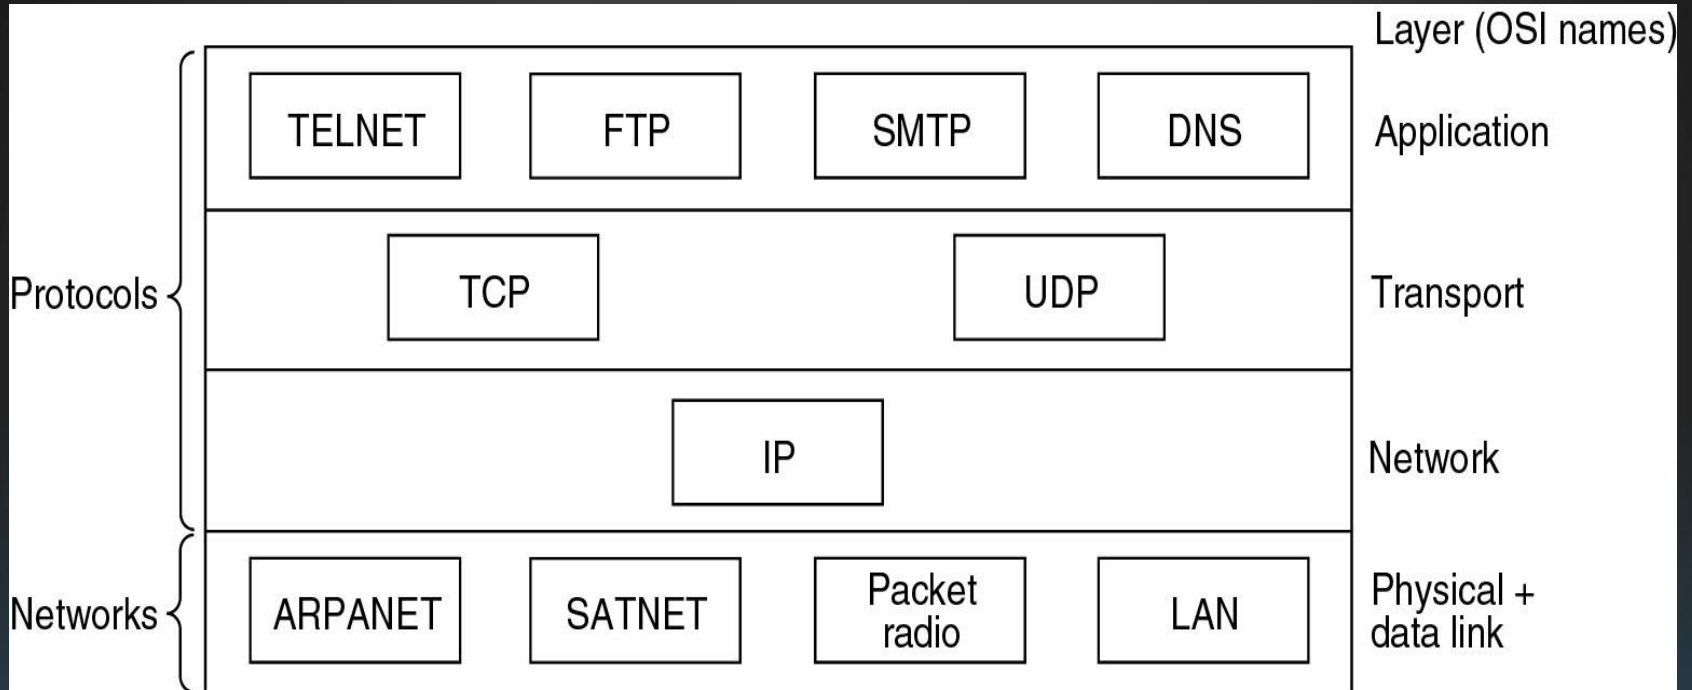 Layer (OSI names)
TELNET FTP SMTP DNS Application
Protocols TCP UDP Transport
IP Network
Networks ARPANET SATNET Packet radio LAN Physical + data link